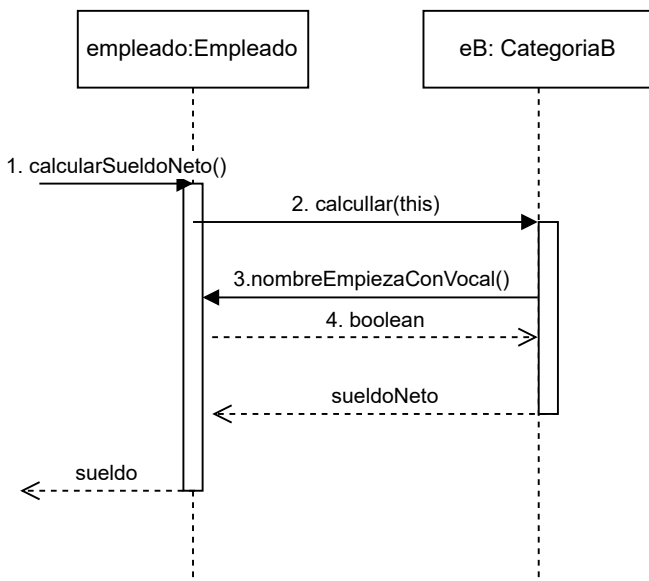 empleado:Empleado
eB: CategoriaB
1. calcularSueldoNeto()
2. calcullar(this)
3.nombreEmpiezaConVocal()
4. boolean
sueldoNeto
sueldo